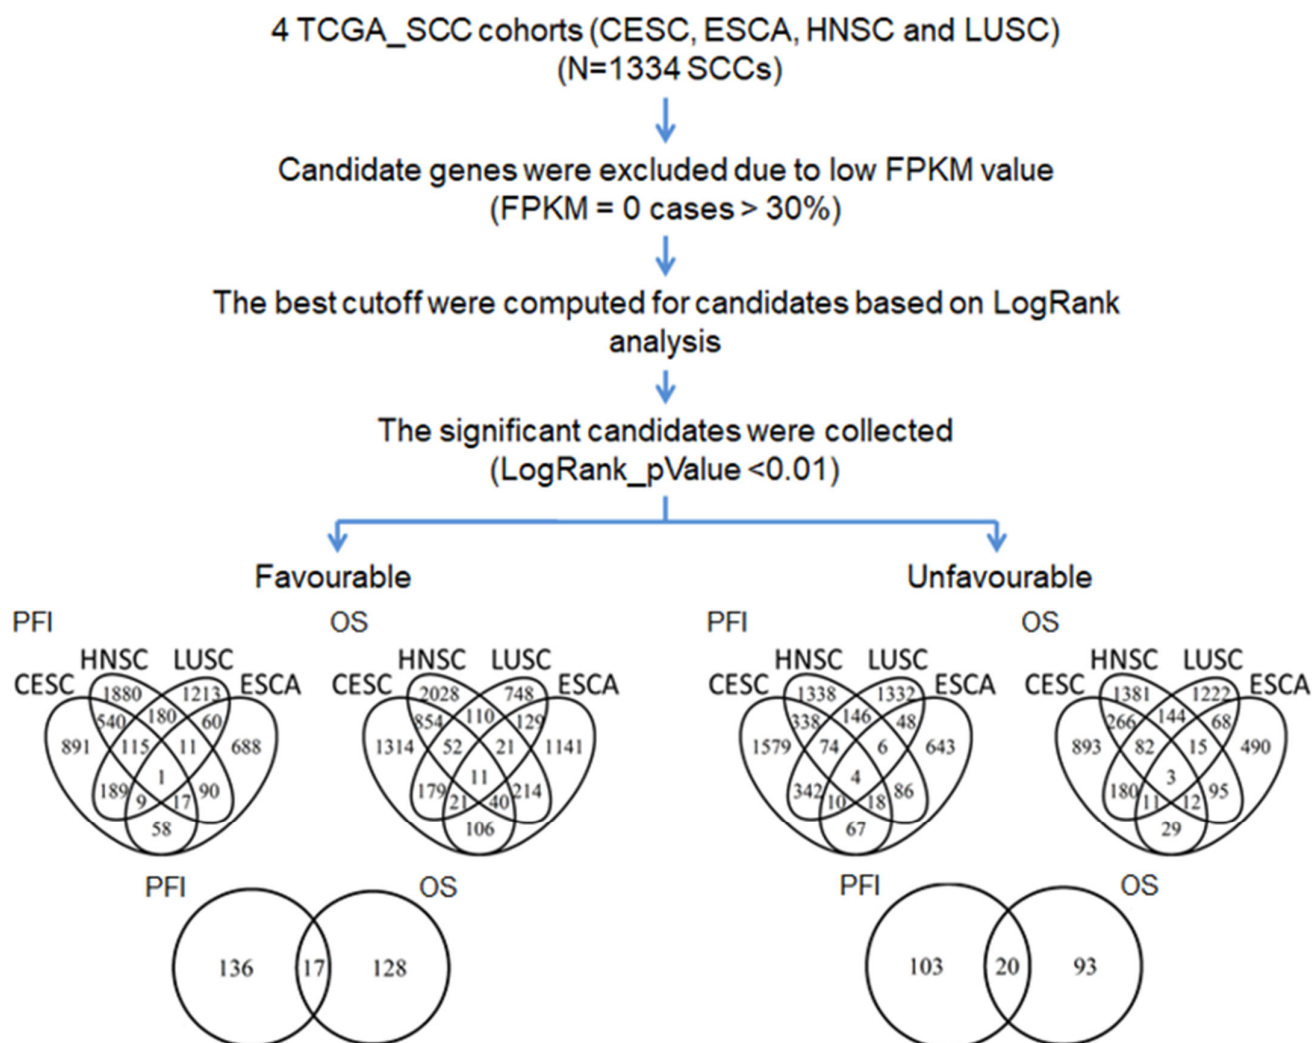 4 TCGA_SCC cohorts (CESC, ESCA, HNSC and LUSC)
(N=1334 SCCs)
Candidate genes were excluded due to low FPKM value
(FPKM = 0 cases > 30%)
The best cutoff were computed for candidates based on LogRank
analysis
The significant candidates were collected
(LogRank_pValue <0.01)
Favourable
PFI
HNSC LUSC
CESC ESCA
1880 1213
540 180 60
891 115 11 688
1
189 9 17 90
58
OS
HNSC LUSC
CESC ESCA
2028 748
854 110 129
1314 52 21 1141
11
179 21 40 214
106
PFI OS
136 17 128
Unfavourable
PFI
HNSC LUSC
CESC ESCA
1338 1332
338 146 48
1579 74 6 643
4
342 10 18 86
67
OS
HNSC LUSC
CESC ESCA
1381 1222
266 144 68
893 82 15 490
3
180 11 12 95
29
PFI OS
103 20 93